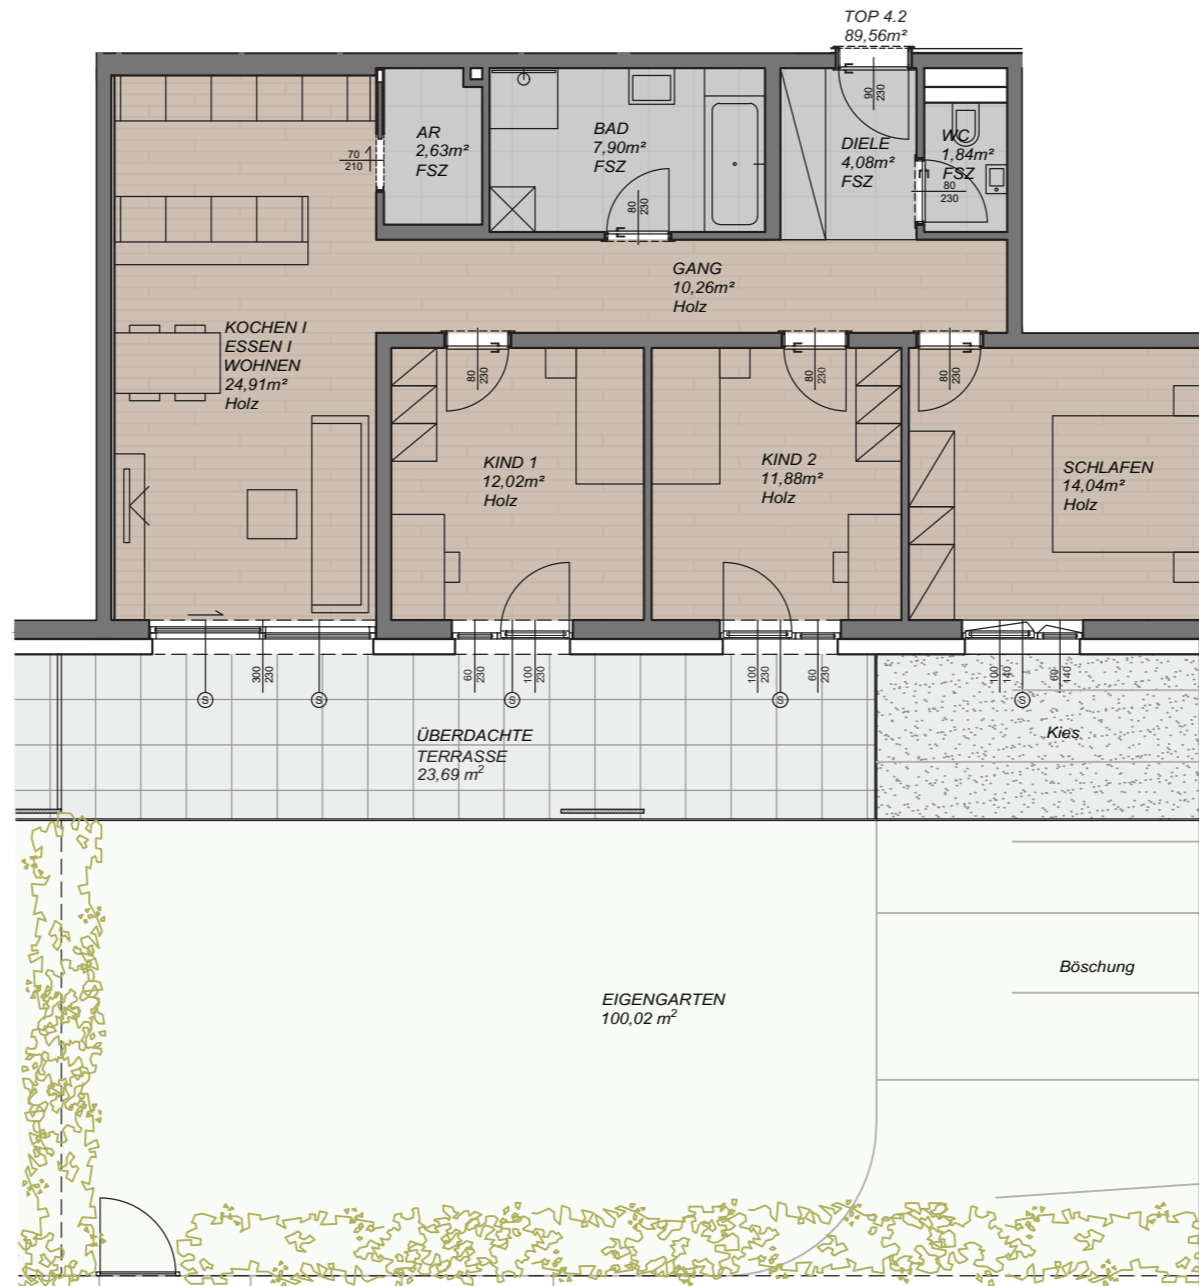 TOP 4.2
89,56m²
90
230
AR
2,63m²
FSZ
BAD
7,90m²
FSZ
DIELE
4,08m²
FSZ
WC
1,84m²
FSZ
70
210
80
230
80
230
GANG
10,26m²
Holz
KOCHEN I
ESSEN I
WOHNEN
24,91m²
Holz
80
230
80
230
80
230
KIND 1
12,02m²
Holz
KIND 2
11,88m²
Holz
SCHLAFEN
14,04m²
Holz
300
230
60
230
100
230
100
230
60
230
100
140
60
140
S
S
S
S
S
ÜBERDACHTE
TERRASSE
23,69 m²
Kies
Böschung
EIGENGARTEN
100,02 m²